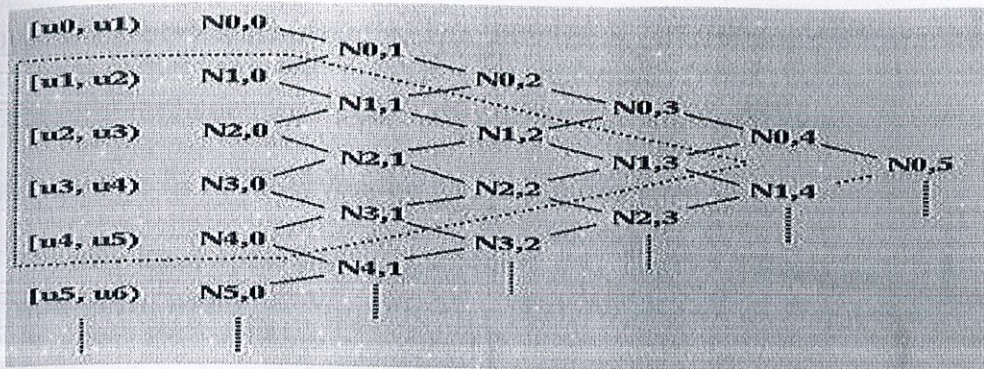 [u0, u1) N0,0
N0,1
[u1, u2) N1,0 N0,2
N1,1 N0,3
[u2, u3) N2,0 N1,2 N0,4
N2,1 N1,3 N0,5
[u3, u4) N3,0 N2,2 N1,4
N3,1 N2,3
[u4, u5) N4,0 N3,2
N4,1
[u5, u6) N5,0